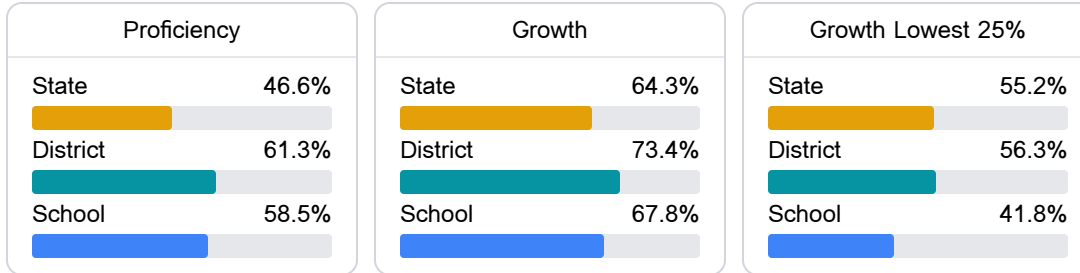 Proficiency
State 46.6%
District 61.3%
School 58.5%
Growth
State 64.3%
District 73.4%
School 67.8%
Growth Lowest 25%
State 55.2%
District 56.3%
School 41.8%